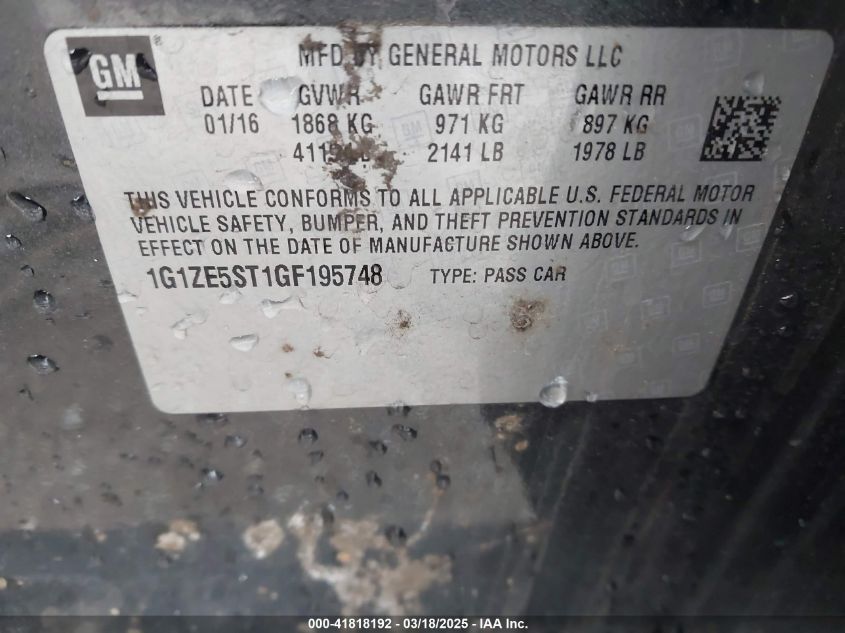 GM
MFD BY GENERAL MOTORS LLC
DATE GVWR GAWR FRT GAWR RR
01/16 1868 KG 971 KG 897 KG
2141 LB 1978 LB
THIS VEHICLE CONFORMS TO ALL APPLICABLE U.S. FEDERAL MOTOR
VEHICLE SAFETY, BUMPER, AND THEFT PREVENTION STANDARDS IN
EFFECT ON THE DATE OF MANUFACTURE SHOWN ABOVE.
1G1ZE5ST1GF195748 TYPE: PASS CAR
000-41818192 - 03/18/2025 - IAA Inc.